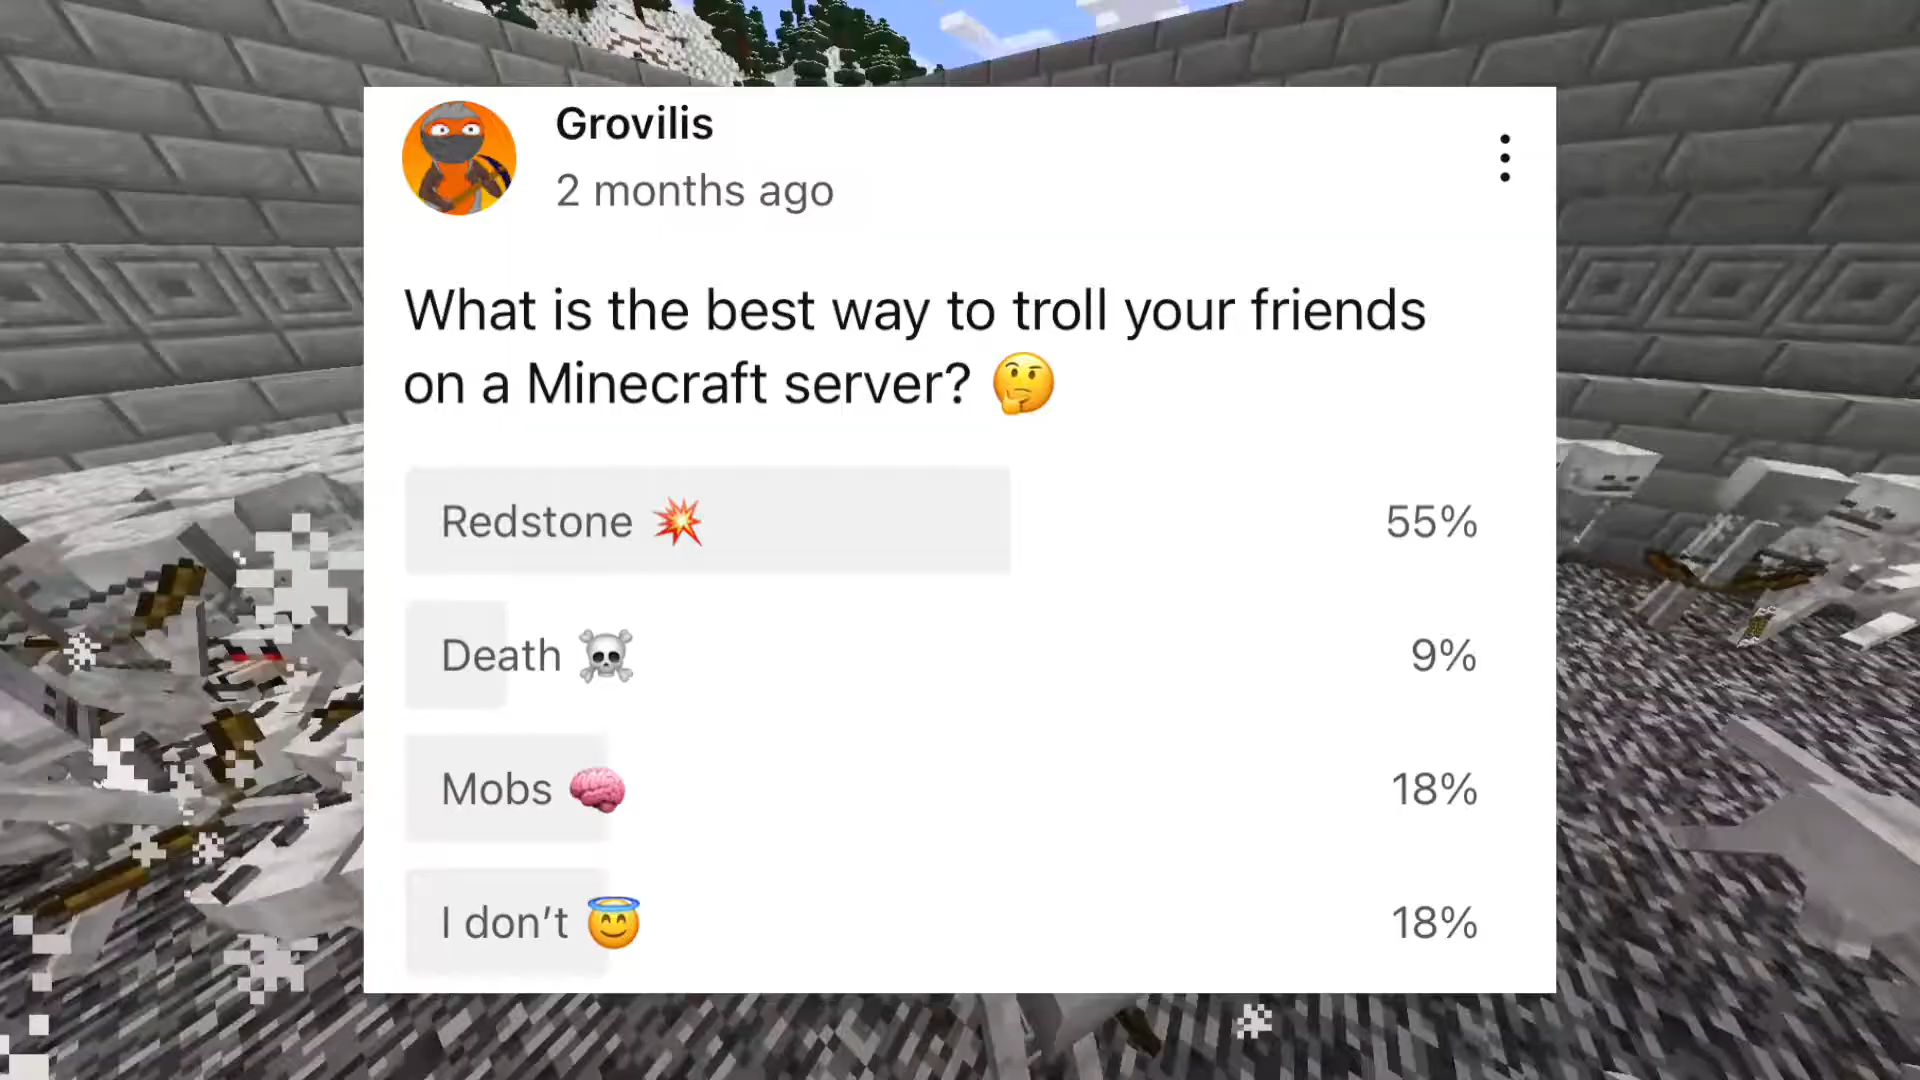 Grovilis
2 months ago
What is the best way to troll your friends
on a Minecraft server? 🤔
Redstone 💥 55%
Death ☠️ 9%
Mobs 🧠 18%
I don’t 😇 18%